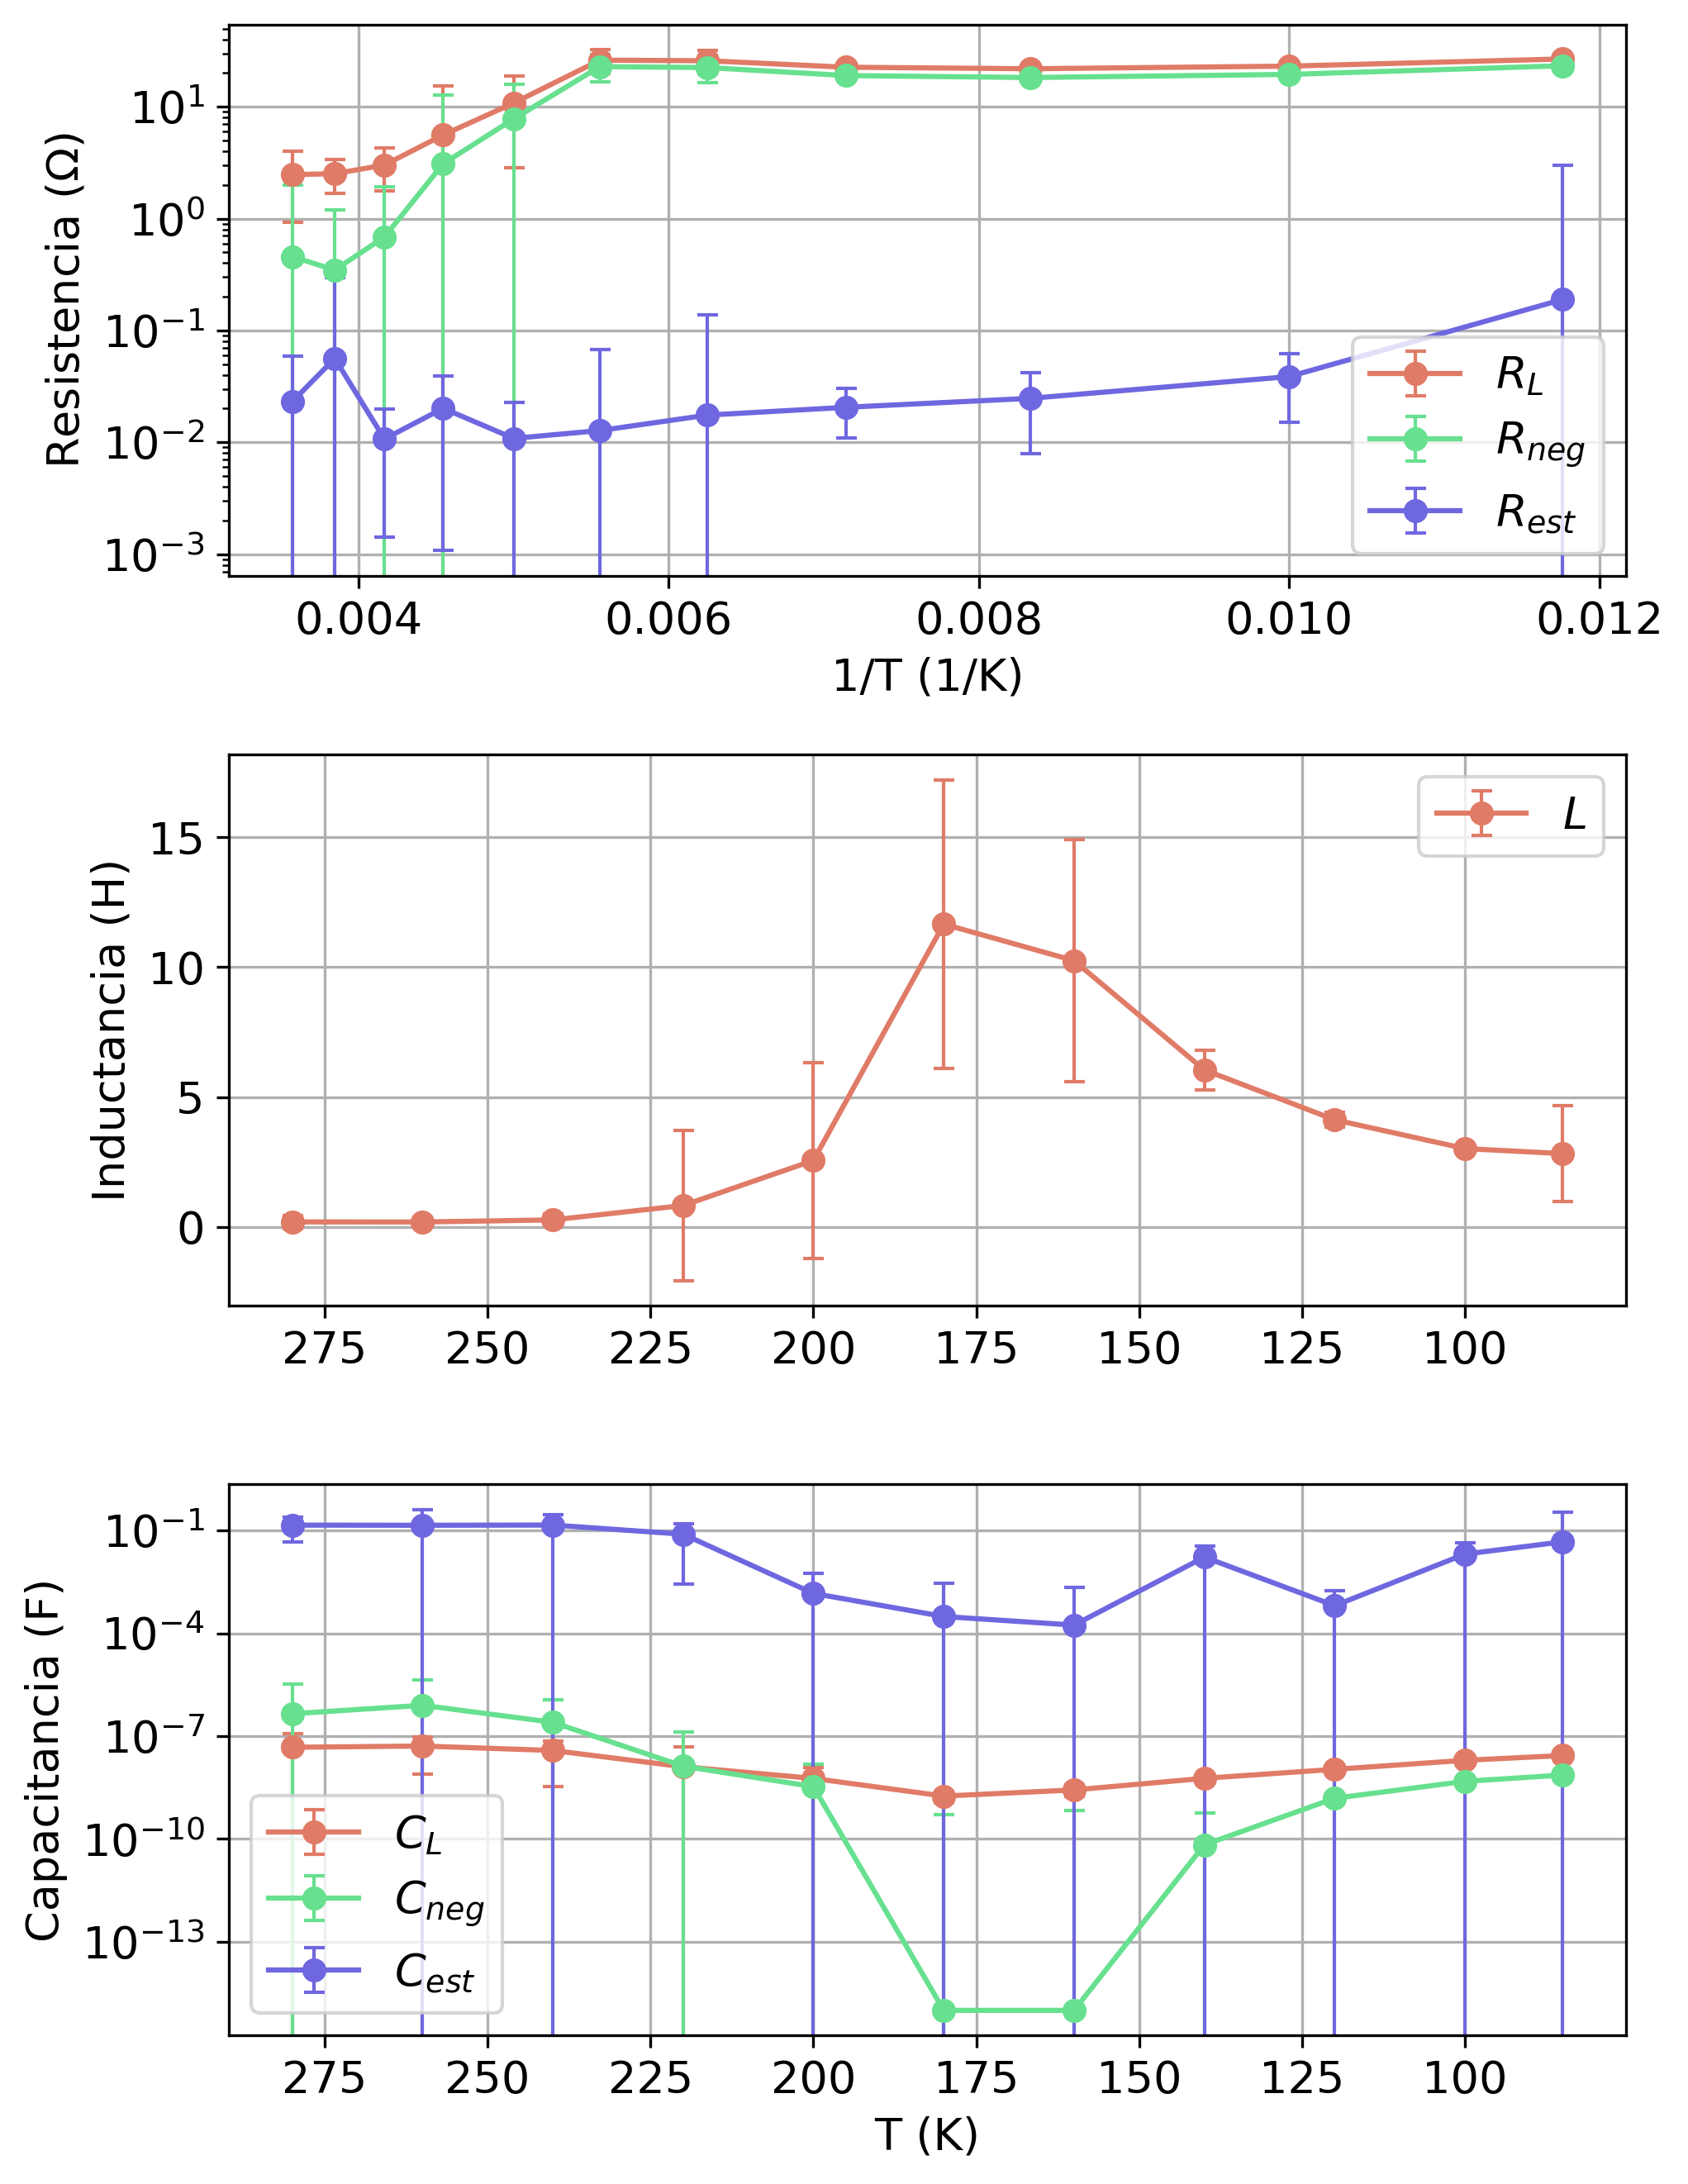 Resistencia (Ω)
10¹
10⁰
10⁻¹
10⁻²
10⁻³
R_L
R_neg
R_est
0.004 0.006 0.008 0.010 0.012
1/T (1/K)
Inductancia (H)
15
10
5
0
L
275 250 225 200 175 150 125 100
Capacitancia (F)
10⁻¹
10⁻⁴
10⁻⁷
10⁻¹⁰
10⁻¹³
C_L
C_neg
C_est
275 250 225 200 175 150 125 100
T (K)